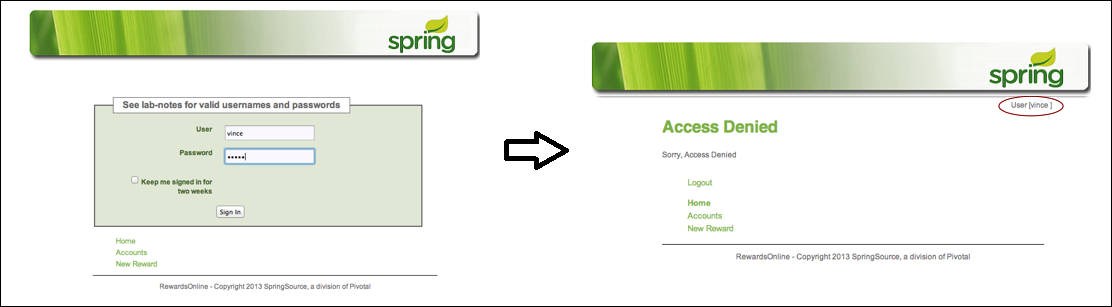 spring
See lab-notes for valid usernames and passwords
User
vince
Password
•••••
Keep me signed in for
two weeks
Sign In
Home
Accounts
New Reward
RewardsOnline - Copyright 2013 SpringSource, a division of Pivotal
spring
User [vince ]
Access Denied
Sorry, Access Denied
Logout
Home
Accounts
New Reward
RewardsOnline - Copyright 2013 SpringSource, a division of Pivotal